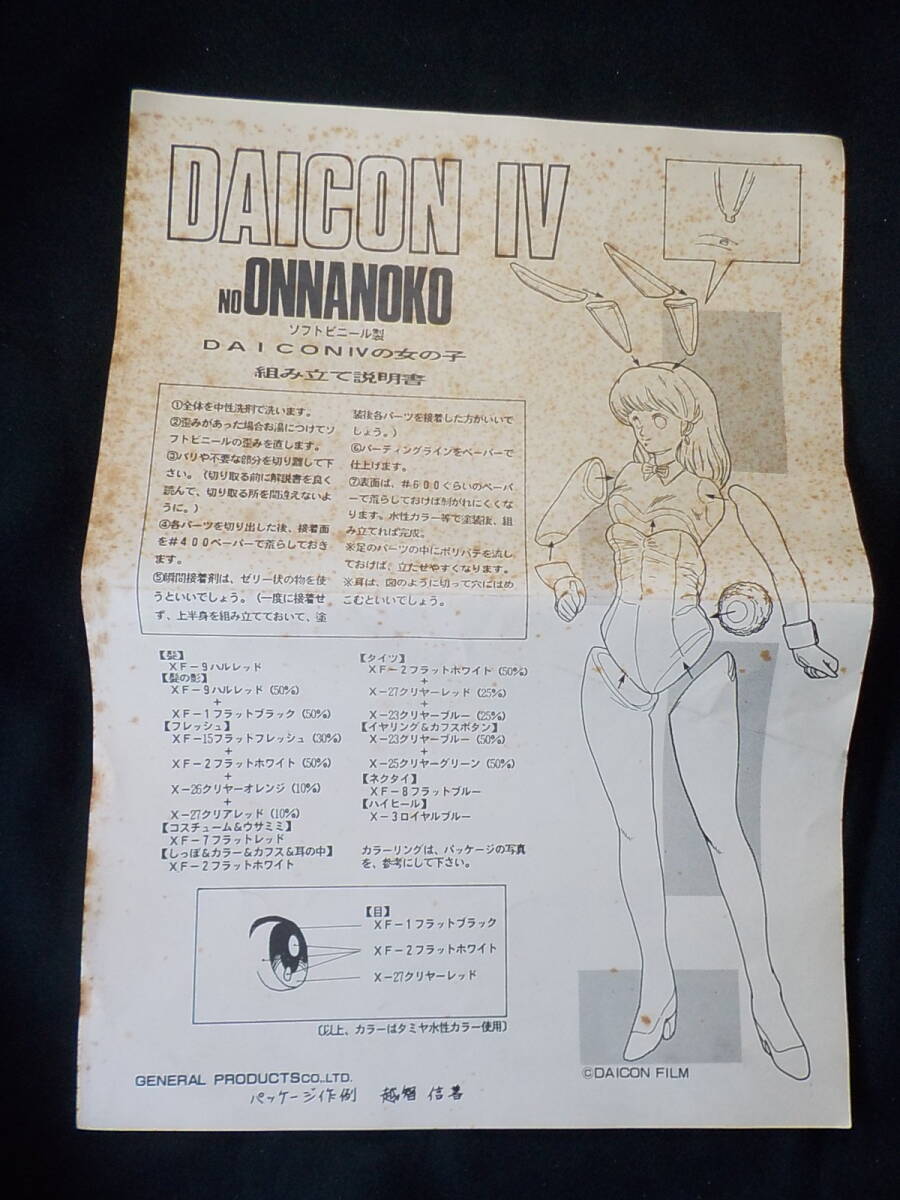 DAICON IV
NO ONNANOKO
ソフトビニール製
DAICONIVの女の子
組み立て説明書
①全体を中性洗剤で洗います。
②歪みがあった場合お湯につけてソ
フトビニールの歪みを直します。
③バリや不要な部分を切り離して下
さい。(切り取る前に解説書を良く
読んで、切り取る所を間違えないよ
うに。)
④各パーツを切り出した後、接着面
を#400ペーパーで荒らしておき
ます。
⑤瞬間接着剤は、ゼリー状の物を使
うといいでしょう。(一度に接着せ
ず、上半身を組み立てておいて、塗
装後各パーツを接着した方がいいで
しょう。)
⑥パーティングラインをペーパーで
仕上げます。
⑦表面は、#600ぐらいのペーパ
ーで荒らしておけば剥がれにくくな
ります。水性カラー等で塗装後、組
み立てれば完成。
※足のパーツの中にポリパテを流し
ておけば、立たせやすくなります。
※耳は、図のように切って穴にはめ
こむといいでしょう。
【髪】
XF-9ハルレッド
【髪の影】
XF-9ハルレッド(50%)
+
XF-1フラットブラック(50%)
【フレッシュ】
XF-15フラットフレッシュ(30%)
+
XF-2フラットホワイト(50%)
+
X-26クリヤーオレンジ(10%)
+
X-27クリアレッド(10%)
【コスチューム&ウサミミ】
XF-7フラットレッド
【しっぽ&カラー&カフス&耳の中】
XF-2フラットホワイト
【タイツ】
XF-2フラットホワイト(50%)
+
X-27クリヤーレッド(25%)
+
X-23クリヤーブルー(25%)
【イヤリング&カフスボタン】
X-23クリヤーブルー(50%)
+
X-25クリヤーグリーン(50%)
【ネクタイ】
XF-8フラットブルー
【ハイヒール】
X-3ロイヤルブルー
カラーリングは、パッケージの写真
を、参考にして下さい。
【目】
XF-1フラットブラック
XF-2フラットホワイト
X-27クリヤーレッド
(以上、カラーはタミヤ水性カラー使用)
GENERAL PRODUCTS CO.,LTD.
パッケージ作例 越智 信善
©DAICON FILM